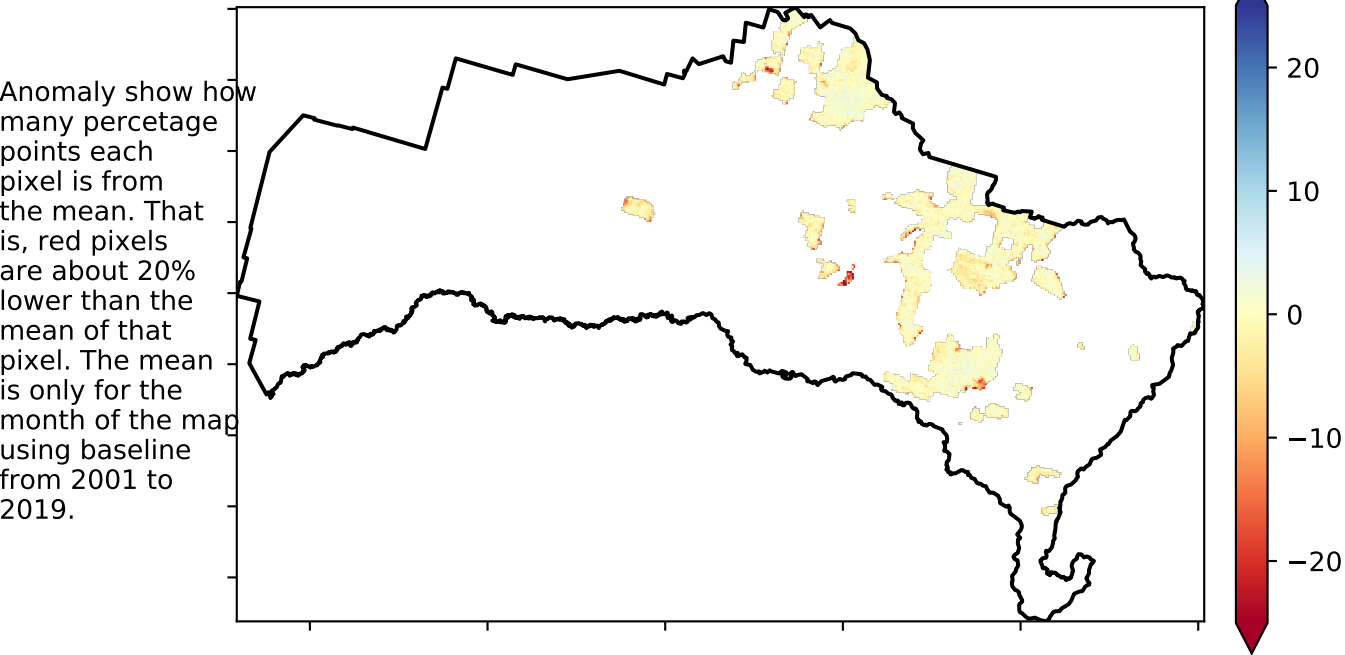 Anomaly show how
many percetage
points each
pixel is from
the mean. That
is, red pixels
are about 20%
lower than the
mean of that
pixel. The mean
is only for the
month of the map
using baseline
from 2001 to
2019.
20
10
0
−10
−20